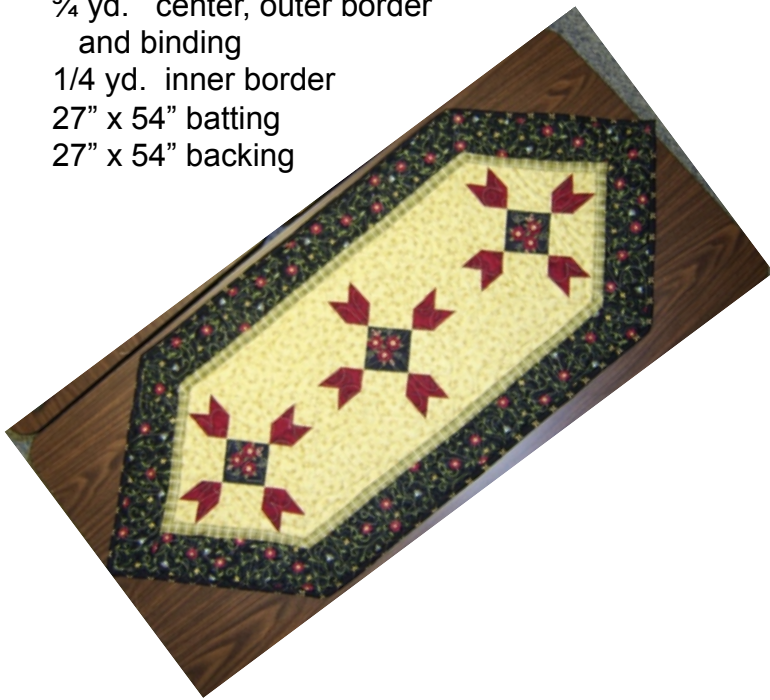 ¾ yd. center, outer border
and binding
1/4 yd. inner border
27” x 54” batting
27” x 54” backing